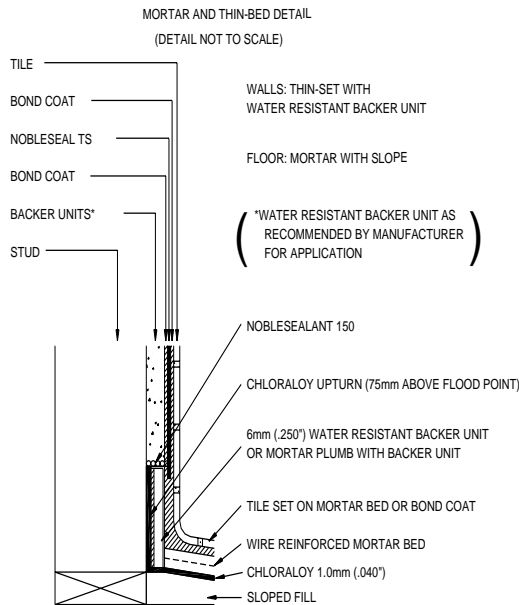 MORTAR AND THIN-BED DETAIL
(DETAIL NOT TO SCALE)
TILE
BOND COAT
NOBLESEAL TS
BOND COAT
BACKER UNITS*
STUD
WALLS: THIN-SET WITH
WATER RESISTANT BACKER UNIT
FLOOR: MORTAR WITH SLOPE
(*WATER RESISTANT BACKER UNIT AS
RECOMMENDED BY MANUFACTURER
FOR APPLICATION)
NOBLESEALANT 150
CHLORALOY UPTURN (75mm ABOVE FLOOD POINT)
6mm (.250") WATER RESISTANT BACKER UNIT
OR MORTAR PLUMB WITH BACKER UNIT
TILE SET ON MORTAR BED OR BOND COAT
WIRE REINFORCED MORTAR BED
CHLORALOY 1.0mm (.040")
SLOPED FILL